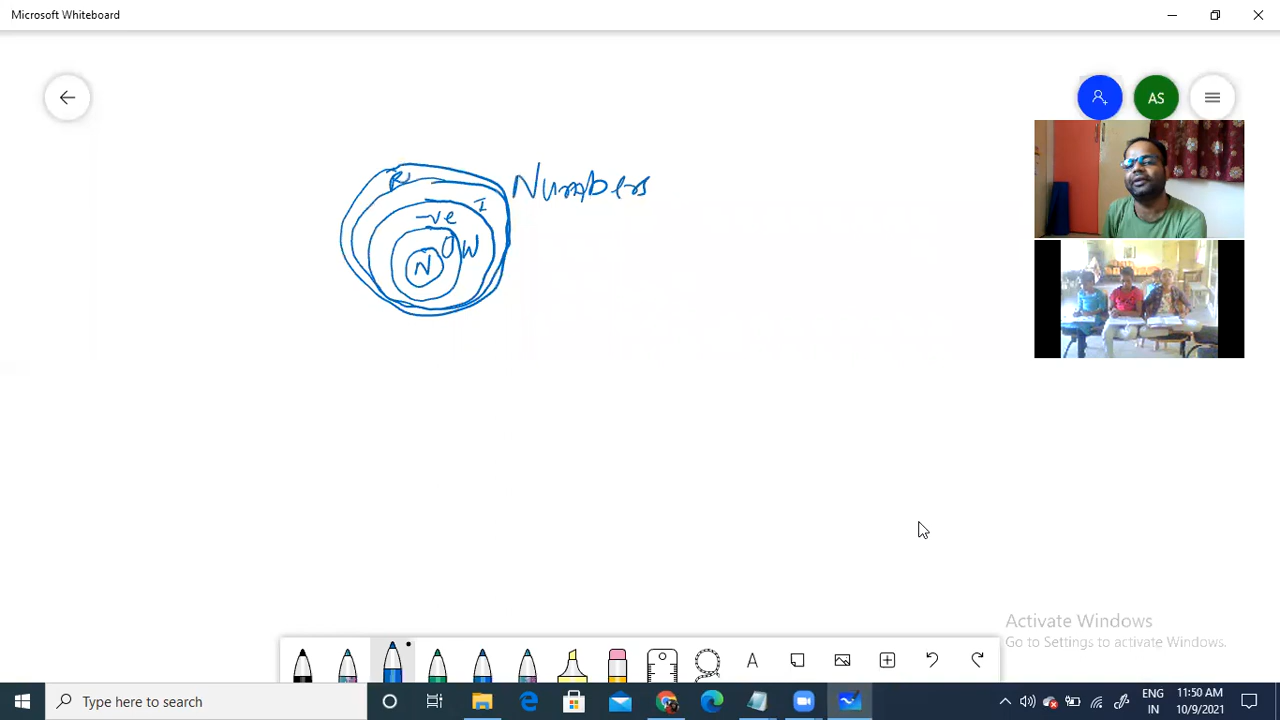 Microsoft Whiteboard
AS
Numbers
R
I
-ve
0 W
N
Activate Windows
Go to Settings to activate Windows.
A
Type here to search
ENG
IN
11:50 AM
10/9/2021